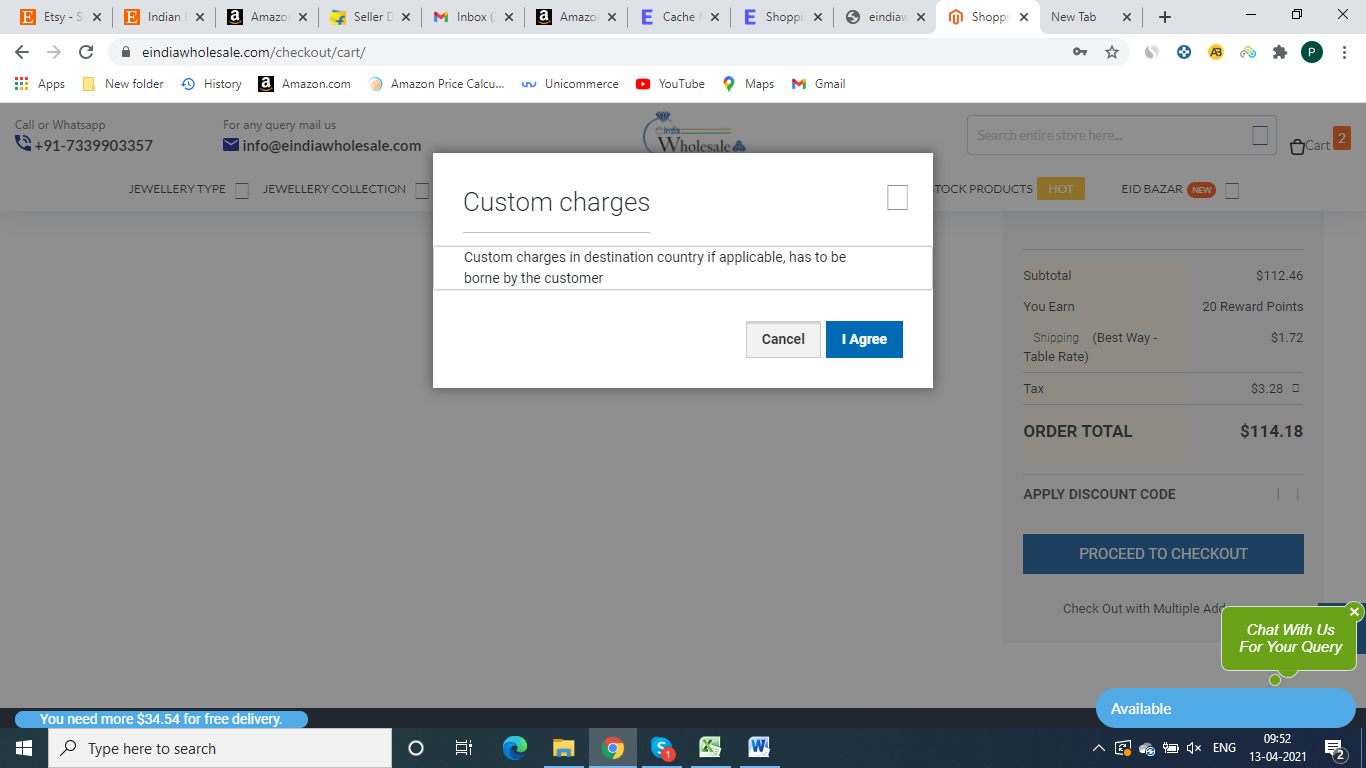 Etsy - S
Indian
Amazo
Seller D
Inbox (
Amazo
Cache
Shoppi
eindiaw
Shoppi
New Tab
eindiawholesale.com/checkout/cart/
P
Apps
New folder
History
Amazon.com
Amazon Price Calcu...
Unicommerce
YouTube
Maps
Gmail
Call or Whatsapp
+91-7339903357
For any query mail us
info@eindiawholesale.com
eIndia
Wholesale
Search entire store here...
Cart 2
JEWELLERY TYPE
JEWELLERY COLLECTION
STOCK PRODUCTS HOT
EID BAZAR NEW
Custom charges
Custom charges in destination country if applicable, has to be
borne by the customer
Cancel
I Agree
Subtotal $112.46
You Earn 20 Reward Points
Shipping (Best Way - $1.72
Table Rate)
Tax $3.28
ORDER TOTAL $114.18
APPLY DISCOUNT CODE
PROCEED TO CHECKOUT
Check Out with Multiple Add
Chat With Us
For Your Query
Available
You need more $34.54 for free delivery.
Type here to search
1
ENG
09:52
13-04-2021
2